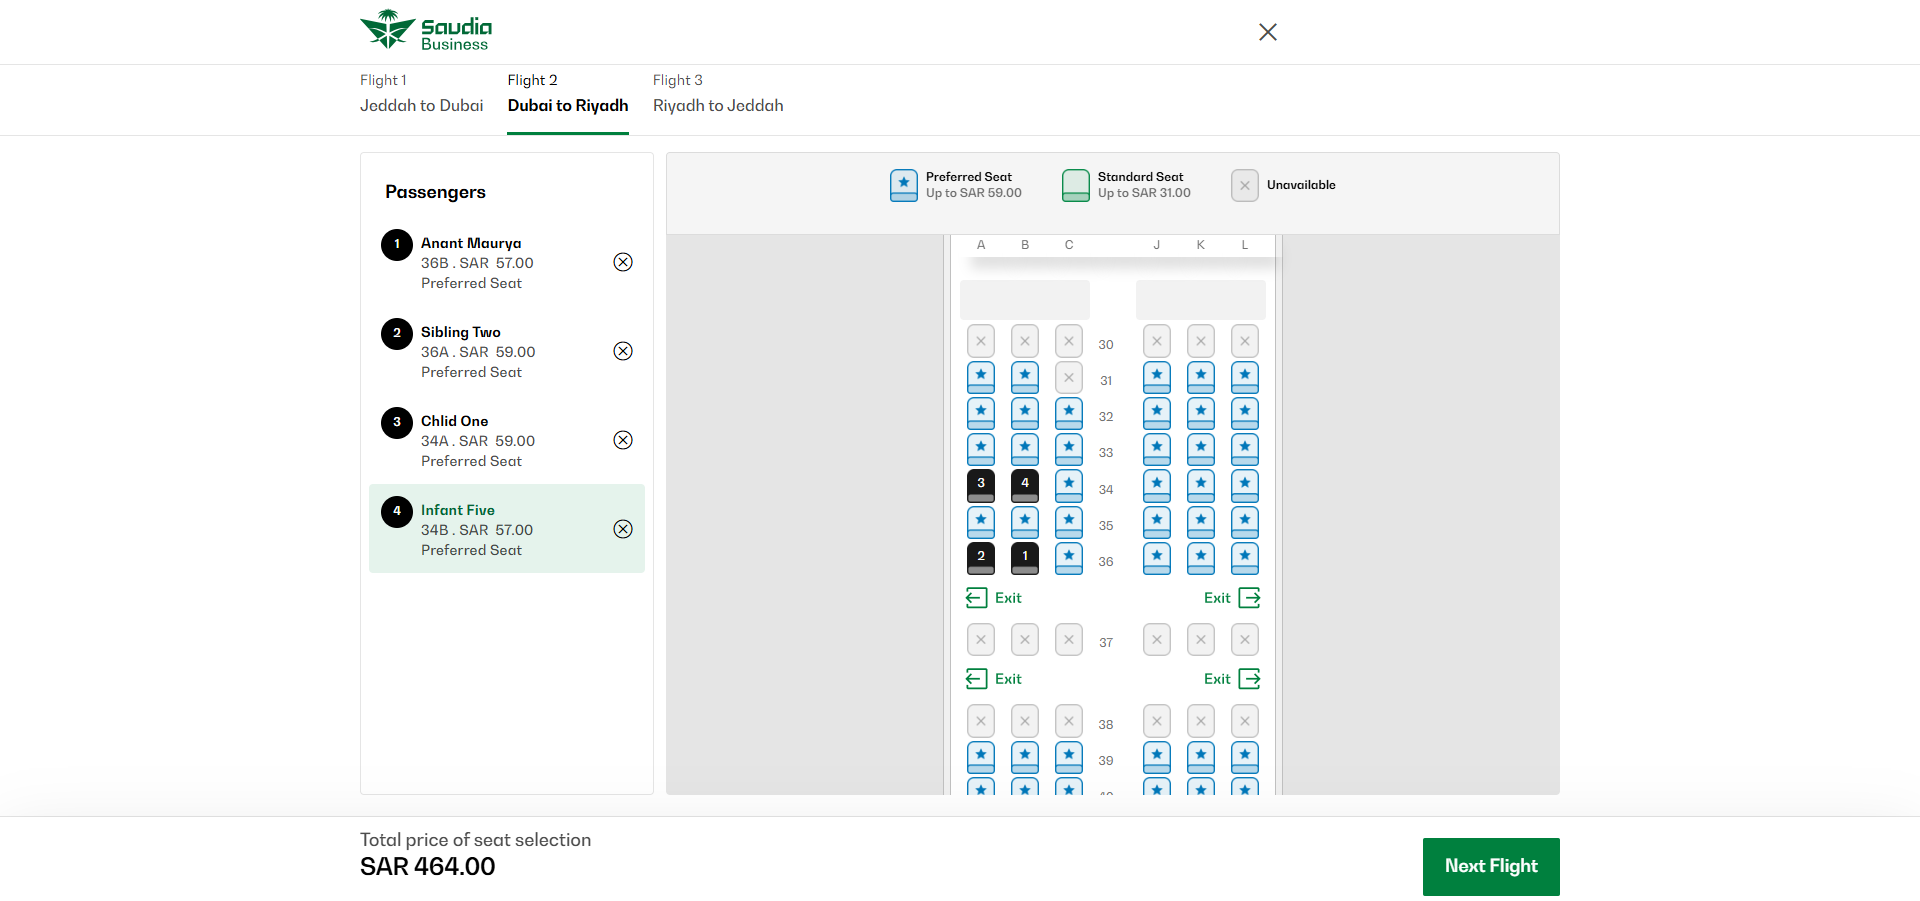 Saudia
Business
Flight 1
Jeddah to Dubai
Flight 2
Dubai to Riyadh
Flight 3
Riyadh to Jeddah
Passengers
1
Anant Maurya
36B . SAR 57.00
Preferred Seat
2
Sibling Two
36A . SAR 59.00
Preferred Seat
3
Chlid One
34A . SAR 59.00
Preferred Seat
4
Infant Five
34B . SAR 57.00
Preferred Seat
Preferred Seat
Up to SAR 59.00
Standard Seat
Up to SAR 31.00
Unavailable
A B C J K L
30
31
32
33
3 4 34
35
2 1 36
Exit Exit
37
Exit Exit
38
39
Total price of seat selection
SAR 464.00
Next Flight